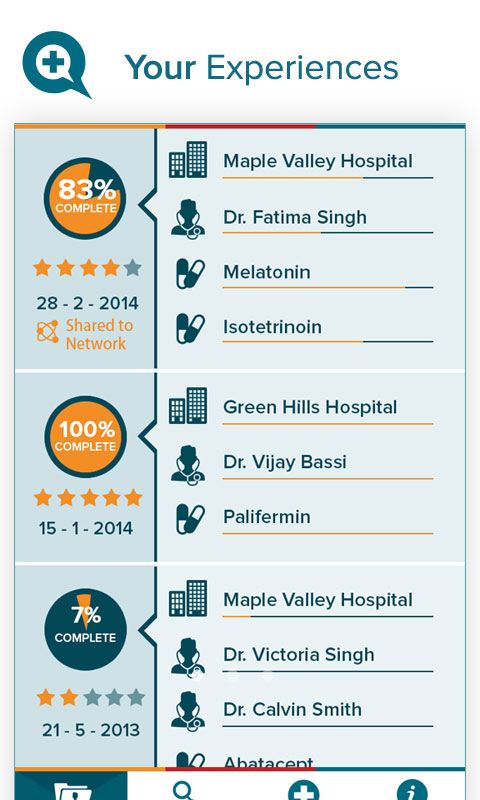 Your Experiences
83%
COMPLETE
28 - 2 - 2014
Shared to
Network
Maple Valley Hospital
Dr. Fatima Singh
Melatonin
Isotetrinoin
100%
COMPLETE
15 - 1 - 2014
Green Hills Hospital
Dr. Vijay Bassi
Palifermin
7%
COMPLETE
21 - 5 - 2013
Maple Valley Hospital
Dr. Victoria Singh
Dr. Calvin Smith
Abatacept